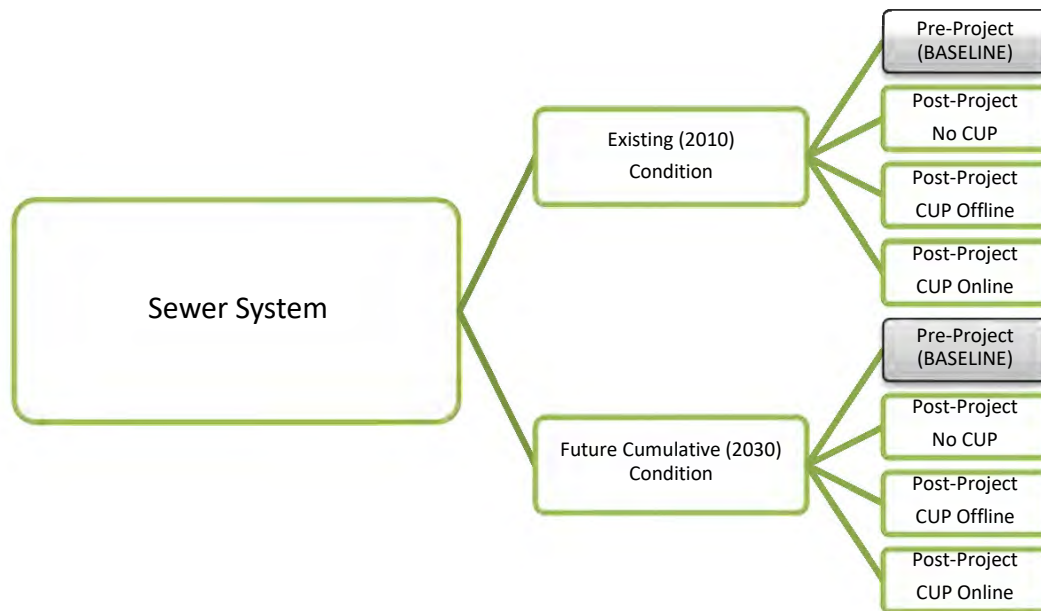 Sewer System
Existing (2010)
Condition
Pre-Project
(BASELINE)
Post-Project
No CUP
Post-Project
CUP Offline
Post-Project
CUP Online
Future Cumulative (2030)
Condition
Pre-Project
(BASELINE)
Post-Project
No CUP
Post-Project
CUP Offline
Post-Project
CUP Online